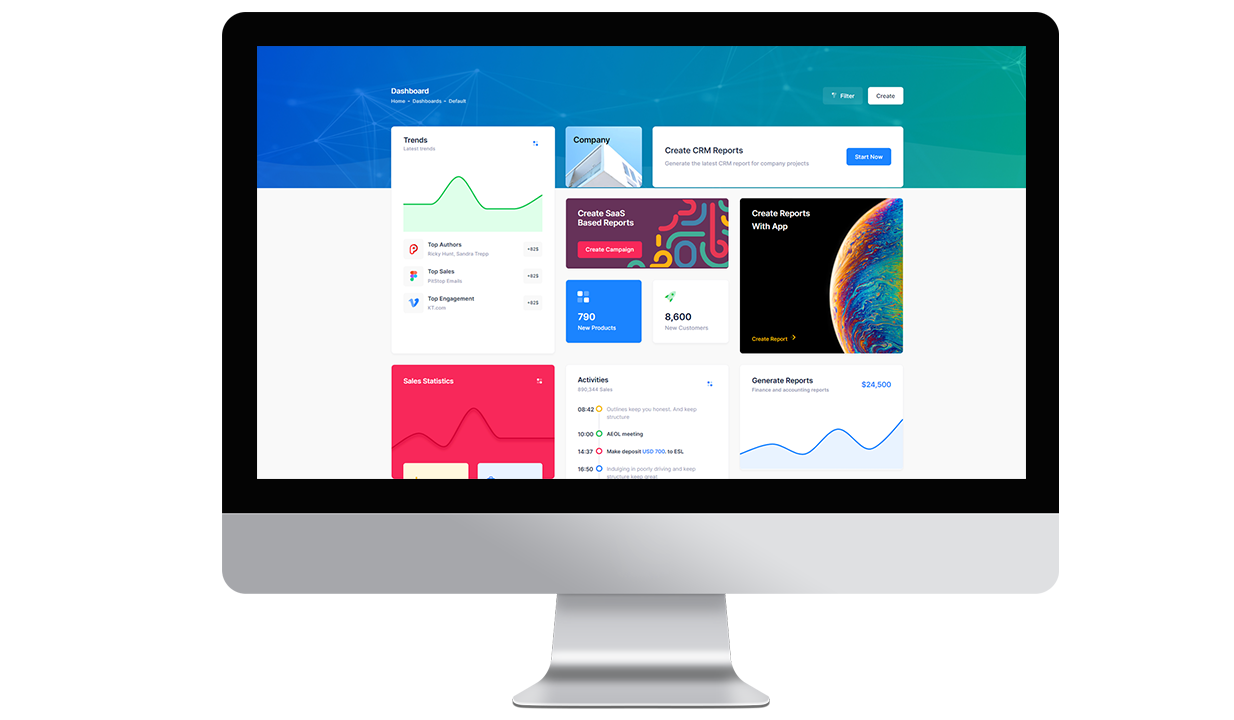 Dashboard
Home - Dashboards - Default
Filter
Create
Trends
Latest trends
Top Authors
Ricky Hunt, Sandra Trepp
+82$
Top Sales
PitStop Emails
+82$
Top Engagement
KT.com
+82$
Company
Create CRM Reports
Generate the latest CRM report for company projects
Start Now
Create SaaS
Based Reports
Create Campaign
790
New Products
8,600
New Customers
Create Reports
With App
Create Report
Sales Statistics
Activities
890,344 Sales
08:42 Outlines keep you honest. And keep
structure
10:00 AEOL meeting
14:37 Make deposit USD 700. to ESL
16:50 Indulging in poorly driving and keep
structure keep great
Generate Reports
Finance and accounting reports
$24,500